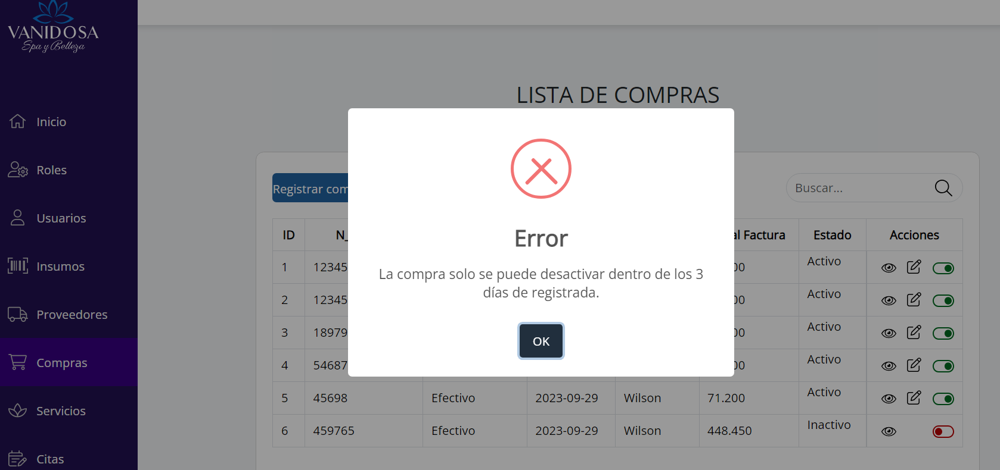 VANIDOSA
Spa y Belleza
Inicio
Roles
Usuarios
Insumos
Proveedores
Compras
Servicios
Citas
LISTA DE COMPRAS
Registrar com
Buscar...
ID N_ al Factura Estado Acciones
1 12345 00 Activo
2 12345 00 Activo
3 18979 00 Activo
4 54687 00 Activo
5 45698 Efectivo 2023-09-29 Wilson 71.200 Activo
6 459765 Efectivo 2023-09-29 Wilson 448.450 Inactivo
Error
La compra solo se puede desactivar dentro de los 3
días de registrada.
OK